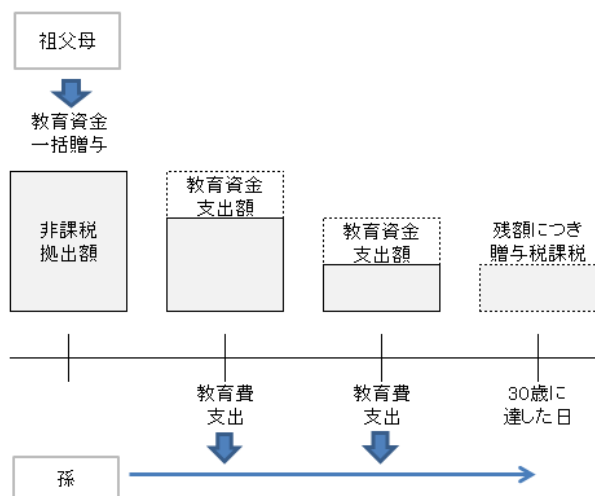 祖父母
教育資金
一括贈与
非課税
拠出額
教育資金
支出額
教育資金
支出額
残額につき
贈与税課税
教育費
支出
教育費
支出
30歳に
達した日
孫